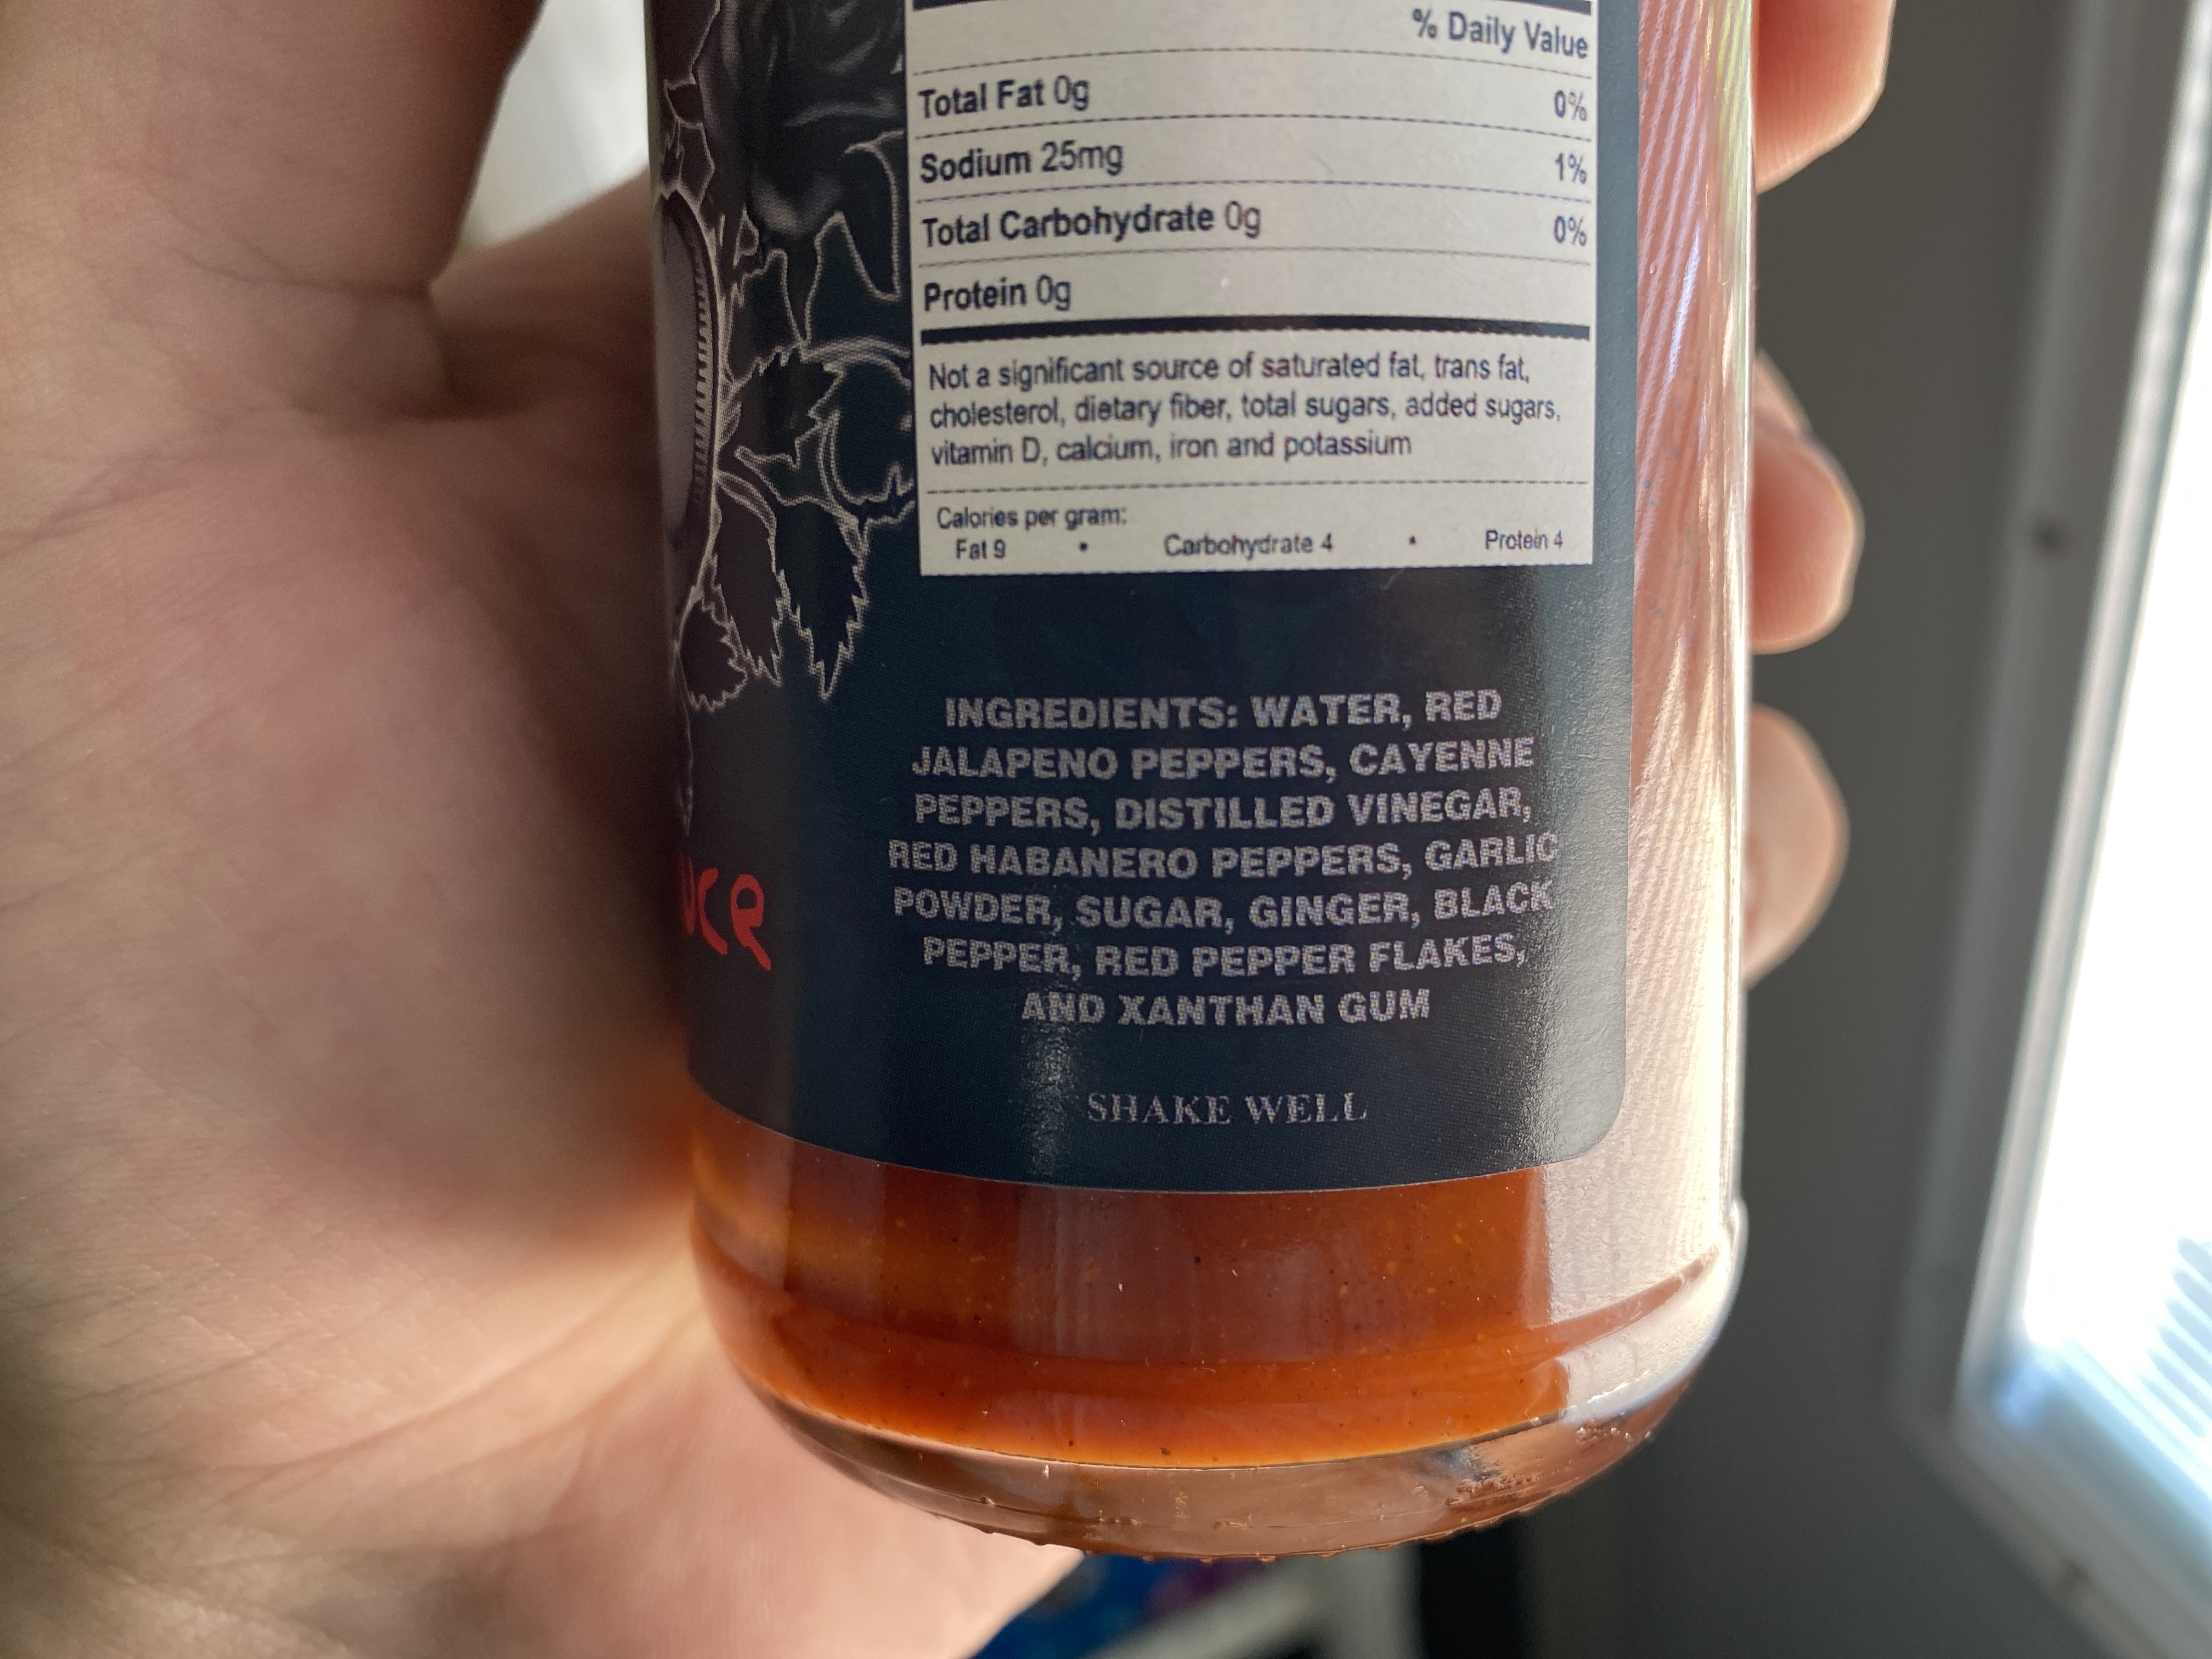 % Daily Value
Total Fat 0g 0%
Sodium 25mg 1%
Total Carbohydrate 0g 0%
Protein 0g
Not a significant source of saturated fat, trans fat,
cholesterol, dietary fiber, total sugars, added sugars,
vitamin D, calcium, iron and potassium
Calories per gram:
Fat 9 • Carbohydrate 4 • Protein 4
INGREDIENTS: WATER, RED
JALAPENO PEPPERS, CAYENNE
PEPPERS, DISTILLED VINEGAR,
RED HABANERO PEPPERS, GARLIC
POWDER, SUGAR, GINGER, BLACK
PEPPER, RED PEPPER FLAKES,
AND XANTHAN GUM
SHAKE WELL